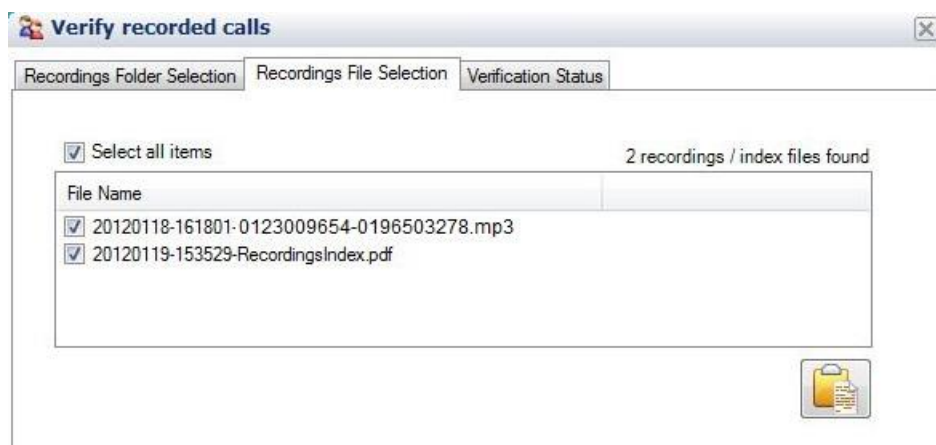 Verify recorded calls
Recordings Folder Selection Recordings File Selection Verification Status
Select all items 2 recordings / index files found
File Name
20120118-161801-0123009654-0196503278.mp3
20120119-153529-RecordingsIndex.pdf